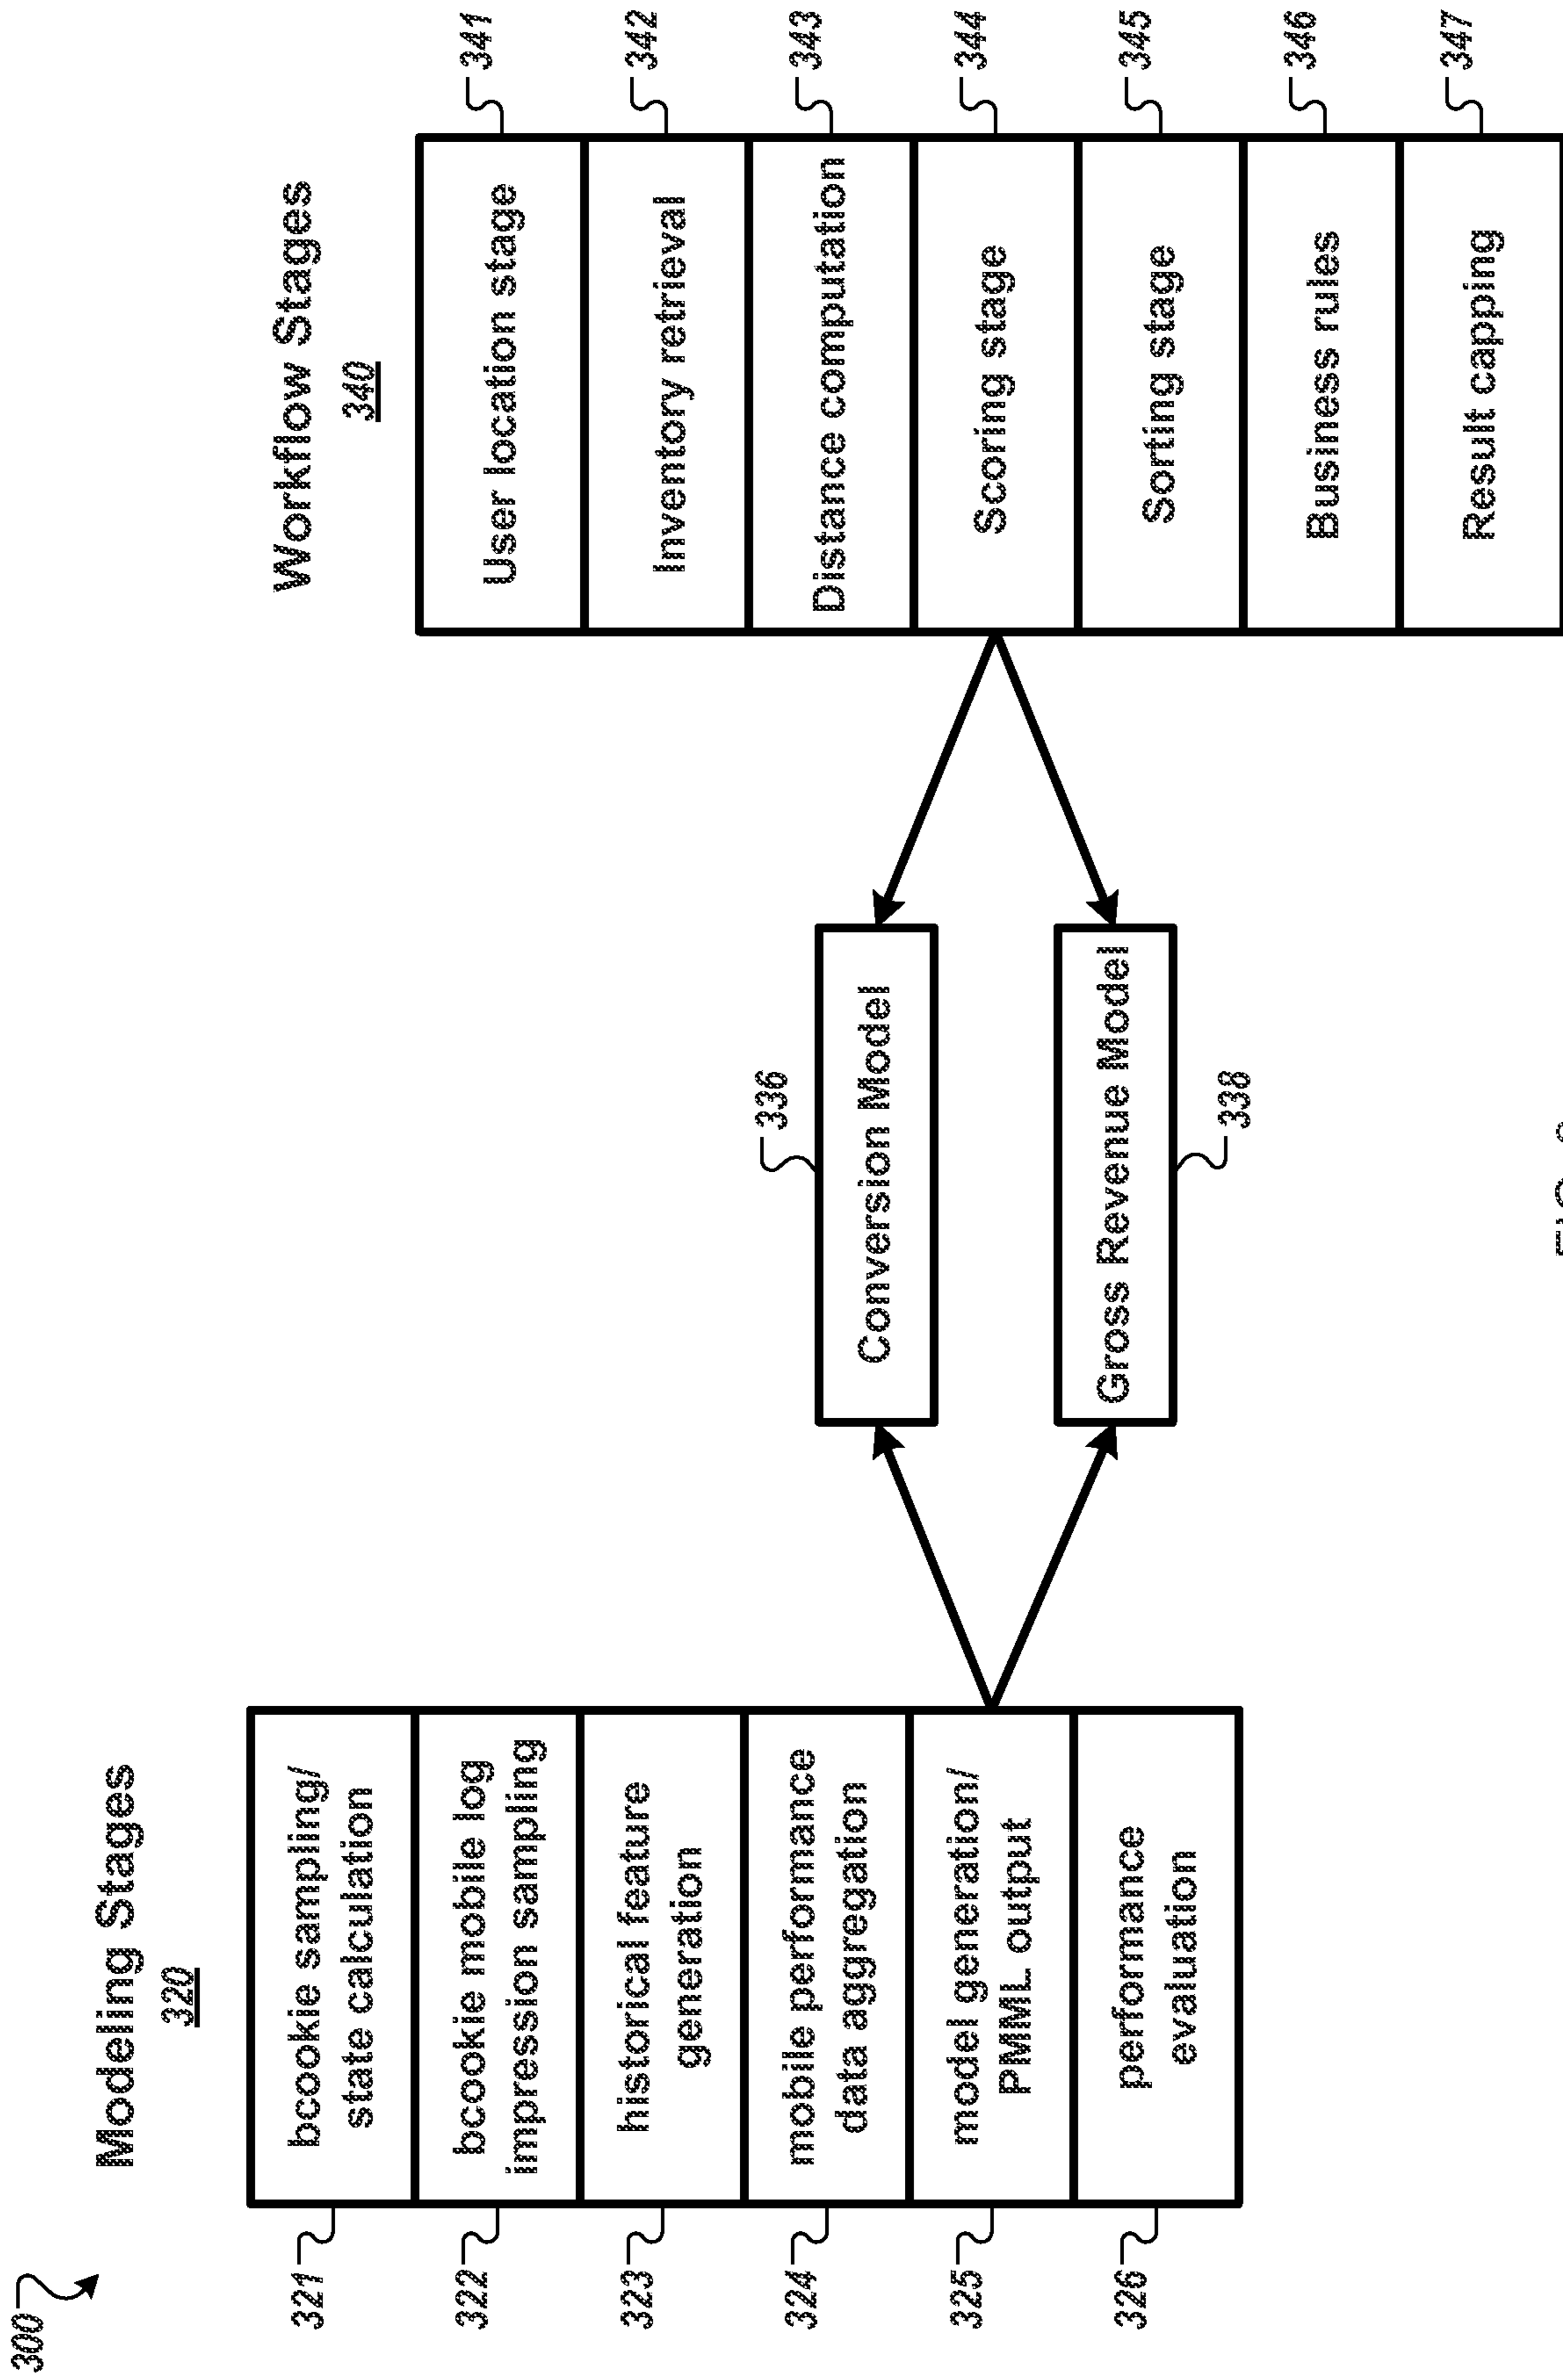 300
Modeling Stages
320
321
bcookie sampling/
state calculation
322
bcookie mobile log
impression sampling
323
historical feature
generation
324
mobile performance
data aggregation
325
model generation/
PMML output
326
performance
evaluation
336
Conversion Model
Gross Revenue Model
338
Workflow Stages
340
User location stage
341
Inventory retrieval
342
Distance computation
343
Scoring stage
344
Sorting stage
345
Business rules
346
Result capping
347